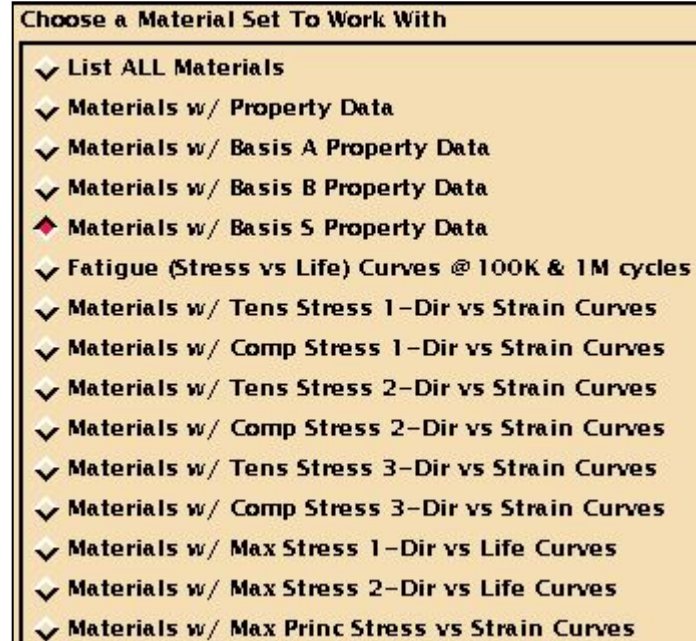 Choose a Material Set To Work With
List ALL Materials
Materials w/ Property Data
Materials w/ Basis A Property Data
Materials w/ Basis B Property Data
Materials w/ Basis S Property Data
Fatigue (Stress vs Life) Curves @ 100K & 1M cycles
Materials w/ Tens Stress 1-Dir vs Strain Curves
Materials w/ Comp Stress 1-Dir vs Strain Curves
Materials w/ Tens Stress 2-Dir vs Strain Curves
Materials w/ Comp Stress 2-Dir vs Strain Curves
Materials w/ Tens Stress 3-Dir vs Strain Curves
Materials w/ Comp Stress 3-Dir vs Strain Curves
Materials w/ Max Stress 1-Dir vs Life Curves
Materials w/ Max Stress 2-Dir vs Life Curves
Materials w/ Max Princ Stress vs Strain Curves